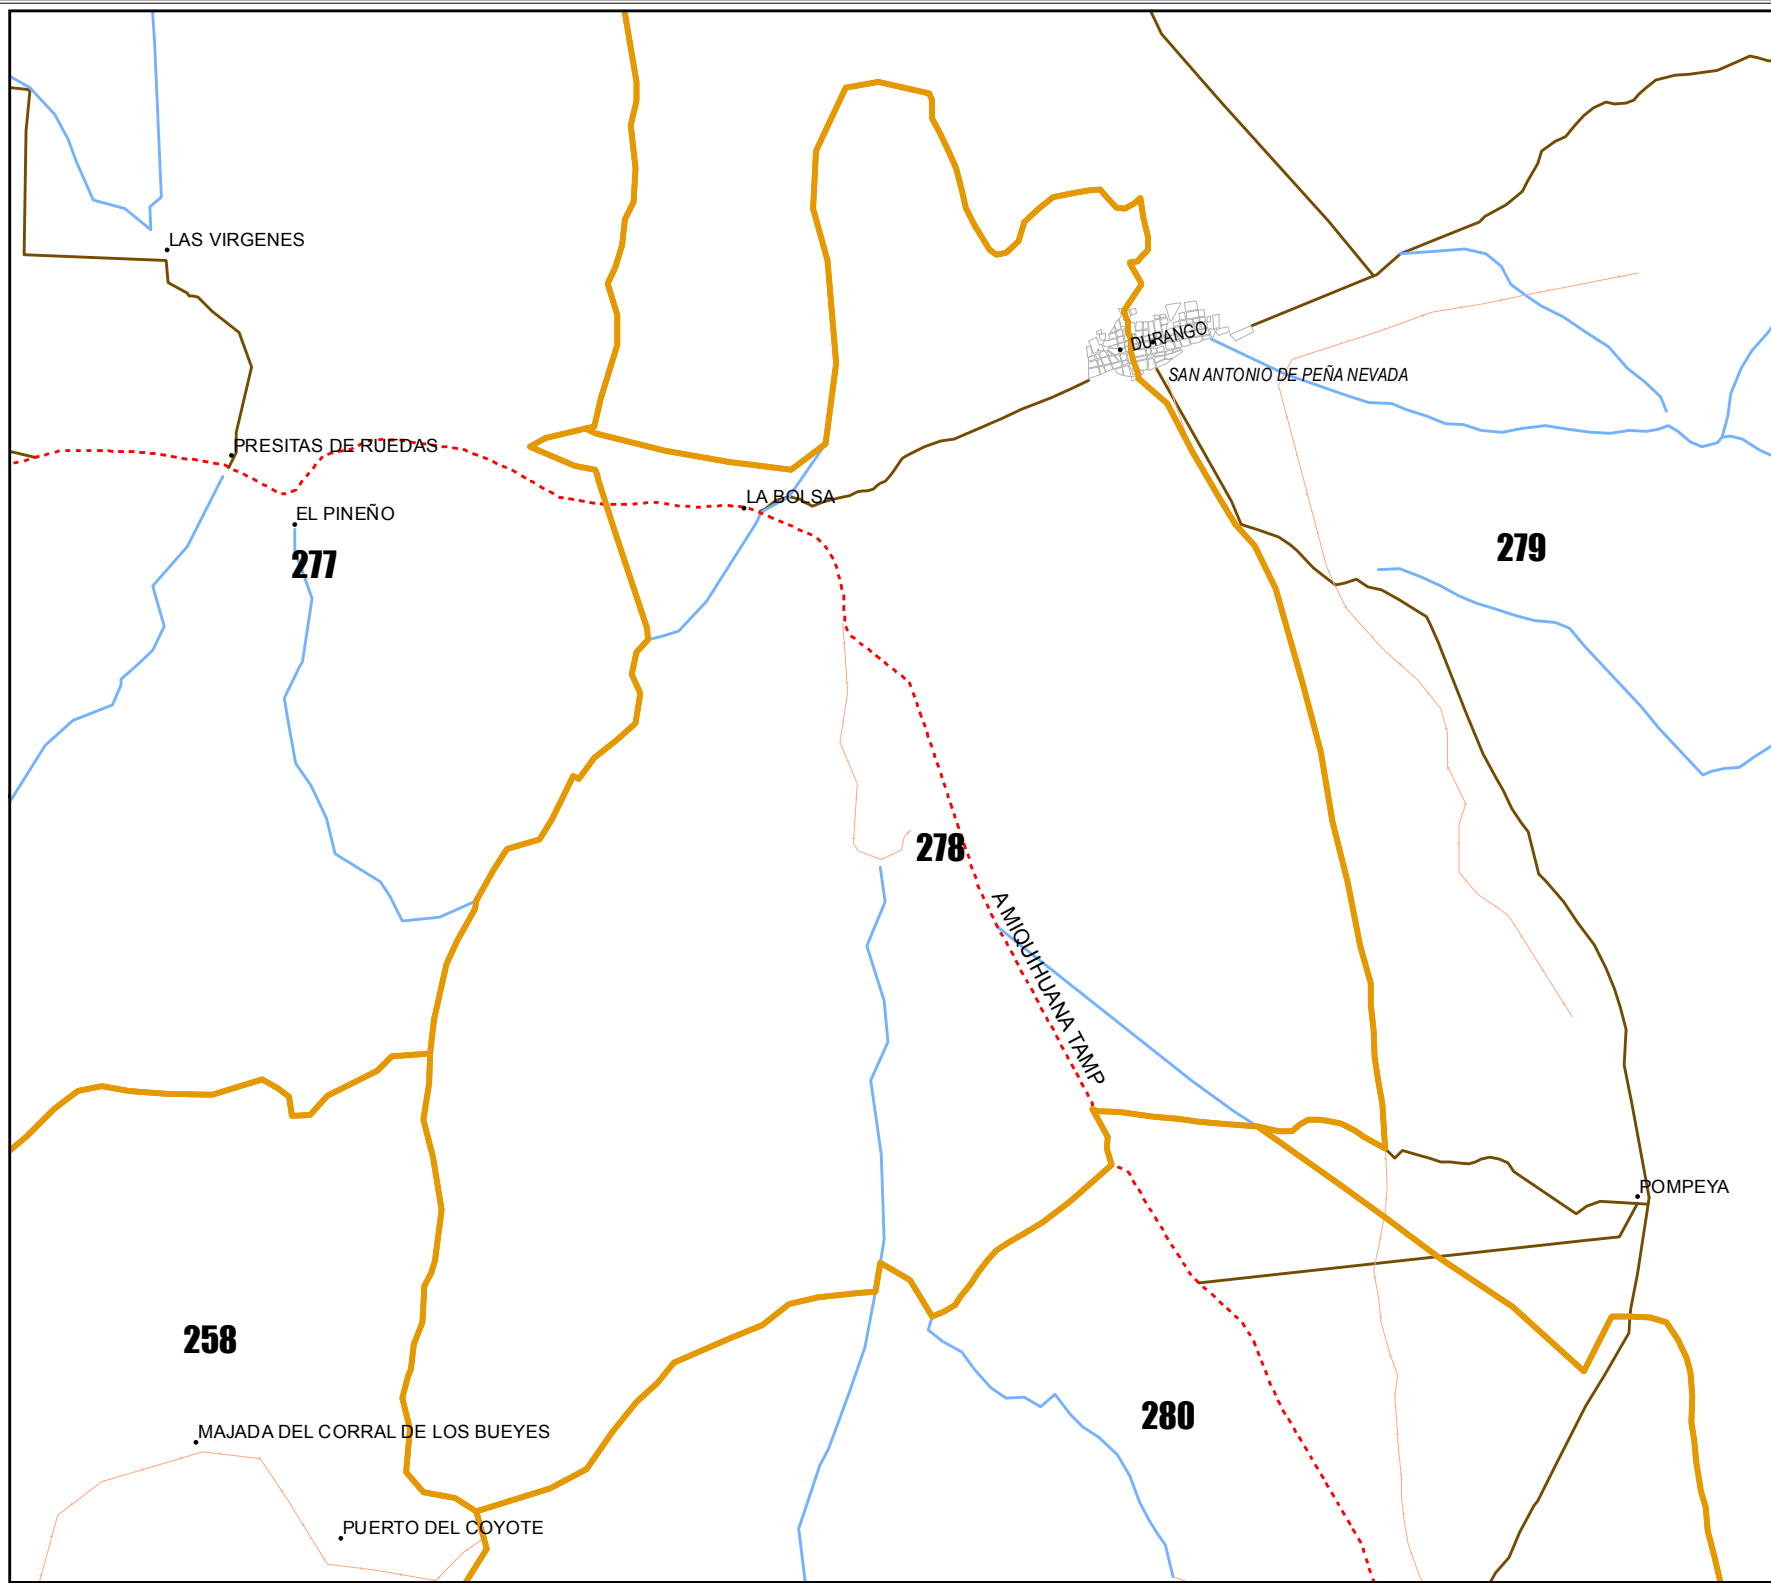 LAS VIRGENES
DURANGO
SAN ANTONIO DE PEÑA NEVADA
PRESITAS DE RUEDAS
LA BOLSA
EL PINEÑO
277
279
278
A MIQUIHUANA TAMP
POMPEYA
258
280
MAJADA DEL CORRAL DE LOS BUEYES
PUERTO DEL COYOTE